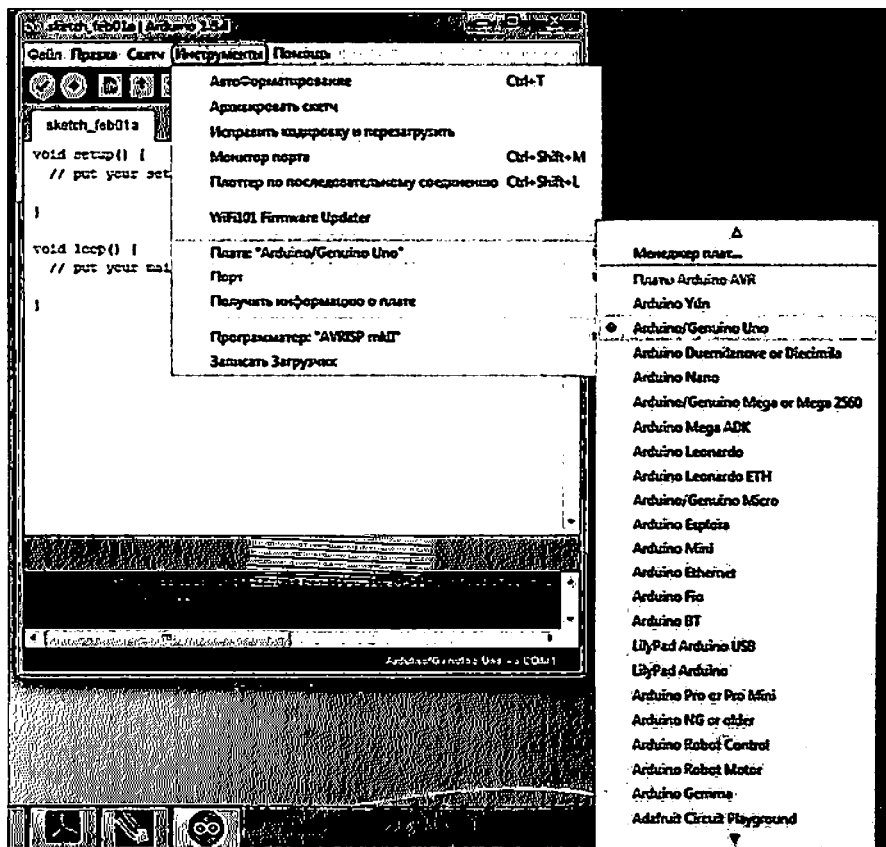 sketch_feb01a | Arduino
Файл Правка Скетч Инструменты Помощь
АвтоФорматирование Ctrl+T
Архивировать скетч
Исправить кодировку и перезагрузить
Монитор порта Ctrl+Shift+M
Плоттер по последовательному соединению Ctrl+Shift+L
WiFi101 Firmware Updater
Плата: "Arduino/Genuino Uno"
Порт
Получить информацию о плате
Программатор: "AVRISP mkII"
Записать Загрузчик
sketch_feb01a
void setup() {
// put your set
}
void loop() {
// put your mai
}
Менеджер плат...
Платы Arduino AVR
Arduino Yún
Arduino/Genuino Uno
Arduino Duemilanove or Diecimila
Arduino Nano
Arduino/Genuino Mega or Mega 2560
Arduino Mega ADK
Arduino Leonardo
Arduino Leonardo ETH
Arduino/Genuino Micro
Arduino Esplora
Arduino Mini
Arduino Ethernet
Arduino Fio
Arduino BT
LilyPad Arduino USB
LilyPad Arduino
Arduino Pro or Pro Mini
Arduino NG or older
Arduino Robot Control
Arduino Robot Motor
Arduino Gemma
Adafruit Circuit Playground
Arduino/Genuino Uno на COM1